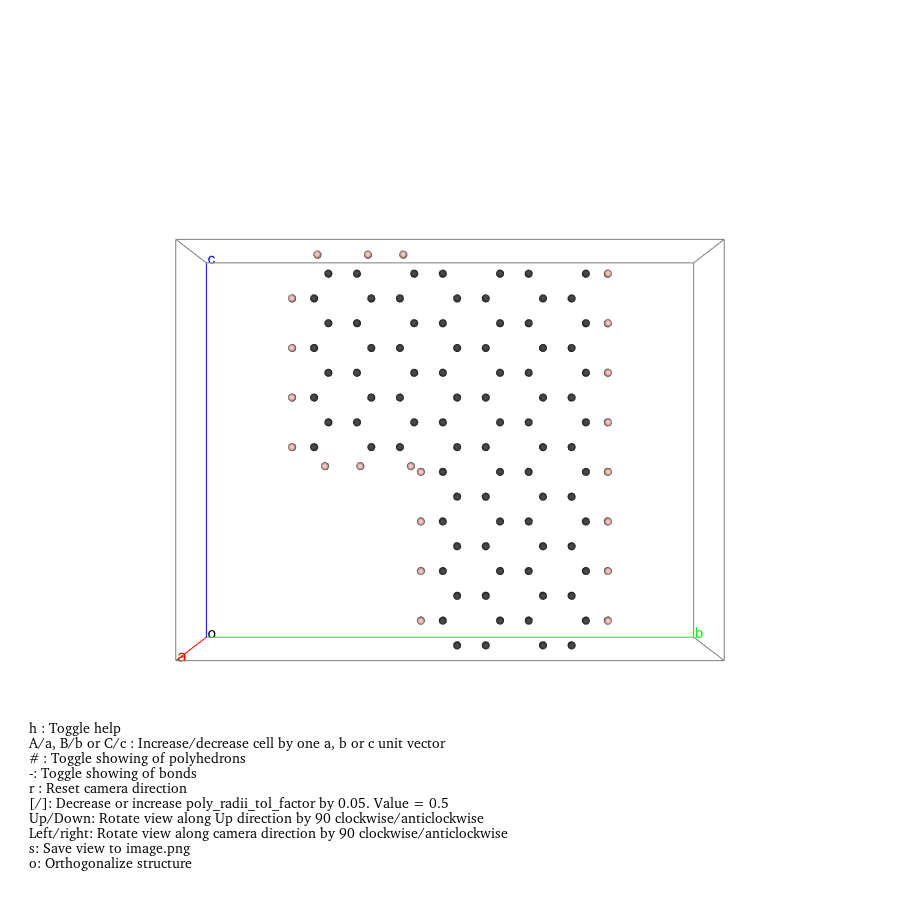 c
o
b
a
h : Toggle help
A/a, B/b or C/c : Increase/decrease cell by one a, b or c unit vector
# : Toggle showing of polyhedrons
-: Toggle showing of bonds
r : Reset camera direction
[/]: Decrease or increase poly_radii_tol_factor by 0.05. Value = 0.5
Up/Down: Rotate view along Up direction by 90 clockwise/anticlockwise
Left/right: Rotate view along camera direction by 90 clockwise/anticlockwise
s: Save view to image.png
o: Orthogonalize structure